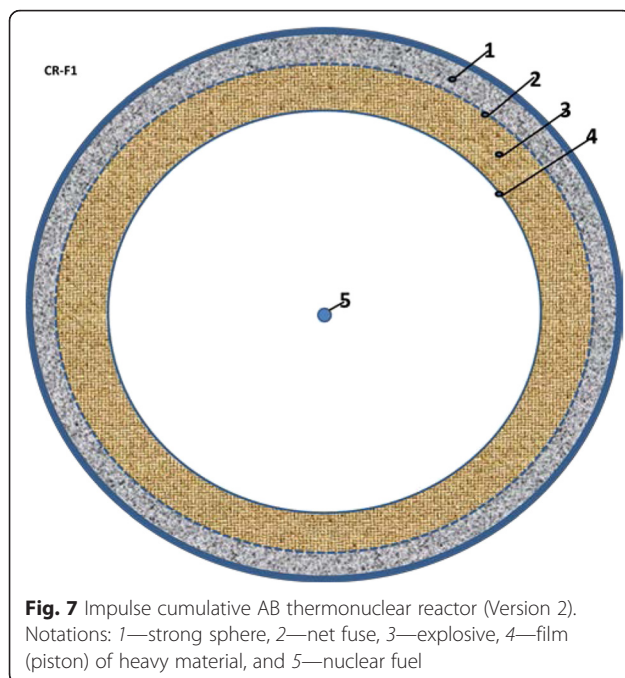 CR-F1
1
2
3
4
5
Fig. 7 Impulse cumulative AB thermonuclear reactor (Version 2).
Notations: 1—strong sphere, 2—net fuse, 3—explosive, 4—film
(piston) of heavy material, and 5—nuclear fuel